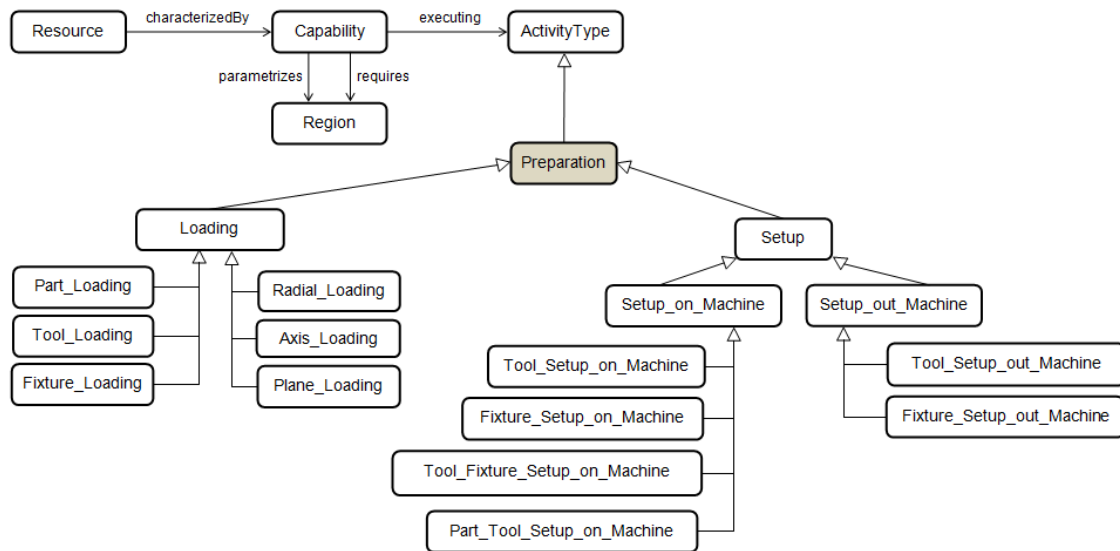 Resource
characterizedBy
Capability
executing
ActivityType
parametrizes
requires
Region
Preparation
Loading
Setup
Part_Loading
Radial_Loading
Tool_Loading
Axis_Loading
Fixture_Loading
Plane_Loading
Setup_on_Machine
Setup_out_Machine
Tool_Setup_on_Machine
Tool_Setup_out_Machine
Fixture_Setup_on_Machine
Fixture_Setup_out_Machine
Tool_Fixture_Setup_on_Machine
Part_Tool_Setup_on_Machine